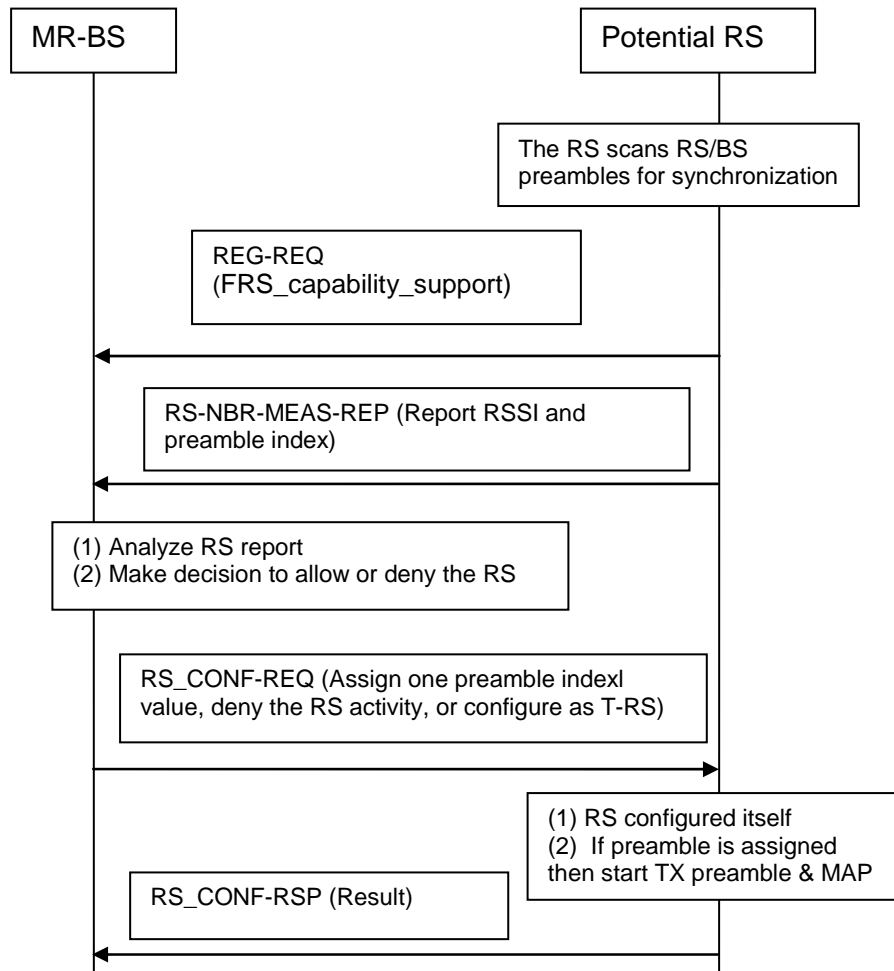 MR-BS
Potential RS
The RS scans RS/BS
preambles for synchronization
REG-REQ
(FRS_capability_support)
RS-NBR-MEAS-REP (Report RSSI and
preamble index)
(1) Analyze RS report
(2) Make decision to allow or deny the RS
RS_CONF-REQ (Assign one preamble indexl
value, deny the RS activity, or configure as T-RS)
(1) RS configured itself
(2) If preamble is assigned
then start TX preamble & MAP
RS_CONF-RSP (Result)